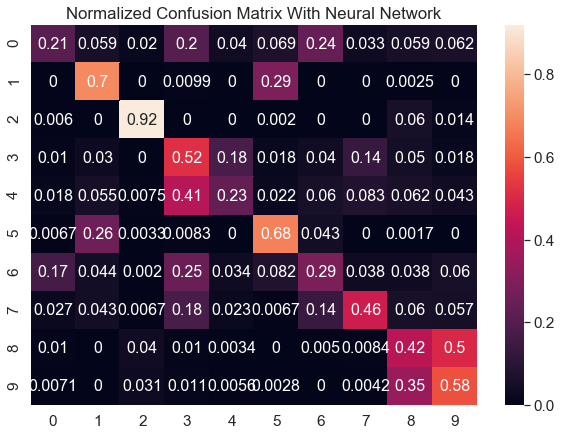 Normalized Confusion Matrix With Neural Network
0 0.21 0.059 0.02 0.2 0.04 0.069 0.24 0.033 0.059 0.062
1 0 0.7 0 0.0099 0 0.29 0 0 0.0025 0
2 0.006 0 0.92 0 0 0.002 0 0 0.06 0.014
3 0.01 0.03 0 0.52 0.18 0.018 0.04 0.14 0.05 0.018
4 0.018 0.055 0.0075 0.41 0.23 0.022 0.06 0.083 0.062 0.043
5 0.0067 0.26 0.0033 0.0083 0 0.68 0.043 0 0.0017 0
6 0.17 0.044 0.002 0.25 0.034 0.082 0.29 0.038 0.038 0.06
7 0.027 0.043 0.0067 0.18 0.023 0.0067 0.14 0.46 0.06 0.057
8 0.01 0 0.04 0.01 0.0034 0 0.005 0.0084 0.42 0.5
9 0.0071 0 0.031 0.011 0.0056 0.0028 0 0.0042 0.35 0.58
0 1 2 3 4 5 6 7 8 9
0.8
0.6
0.4
0.2
0.0